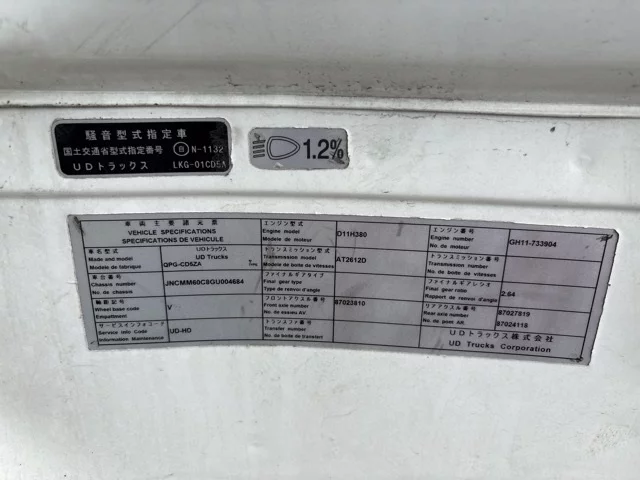 騒音型式指定車
国土交通省型式指定番号 自 N-1132
UDトラックス LKG-01CD5A
1.2%
車両主要諸元票
VEHICLE SPECIFICATIONS
SPECIFICATIONS DE VEHICULE
UDトラックス
車名型式
Made and model
Modele de fabrique
UD Trucks
QPG-CD5ZA
車台番号
No. chassis
No. de chassis
JNCMM60C8GU004684
輪距記号
Wheel base code
Empattement
V
サービスインフォコード
Service Info Code
Information Maintenance
UD-HD
エンジン型式
Engine model
Modele de moteur
D11H380
トランスミッション型式
Transmission model
Modele de boite de vitesses
AT2612D
ファイナルギアタイプ
Final gear type
Type de renvoi d'angle
フロントアクスル番号
Front axle number
No. de essieu AV.
87023810
トランスファ番号
Transfer number
No. de boite de transfert
エンジン番号
Engine number
No. de moteur
GH11-733904
トランスミッション番号
Transmission number
No. de boite de vitesses
ファイナルギアレシオ
Final gear ratio
Rapport de renvoi d'angle
2.64
リアアクスル番号
Rear axle number
No. de post AR.
87027819
87024118
UDトラックス株式会社
UD Trucks Corporation